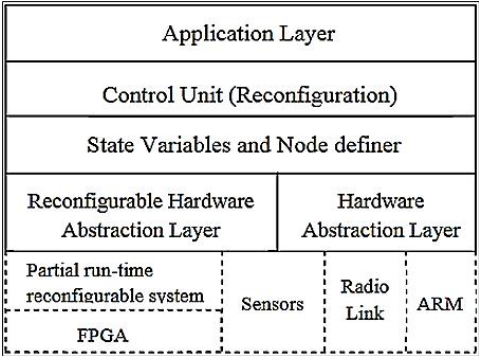 Application Layer
Control Unit (Reconfiguration)
State Variables and Node definer
Reconfigurable Hardware
Abstraction Layer
Hardware
Abstraction Layer
Partial run-time
reconfigurable system
FPGA
Sensors
Radio
Link
ARM